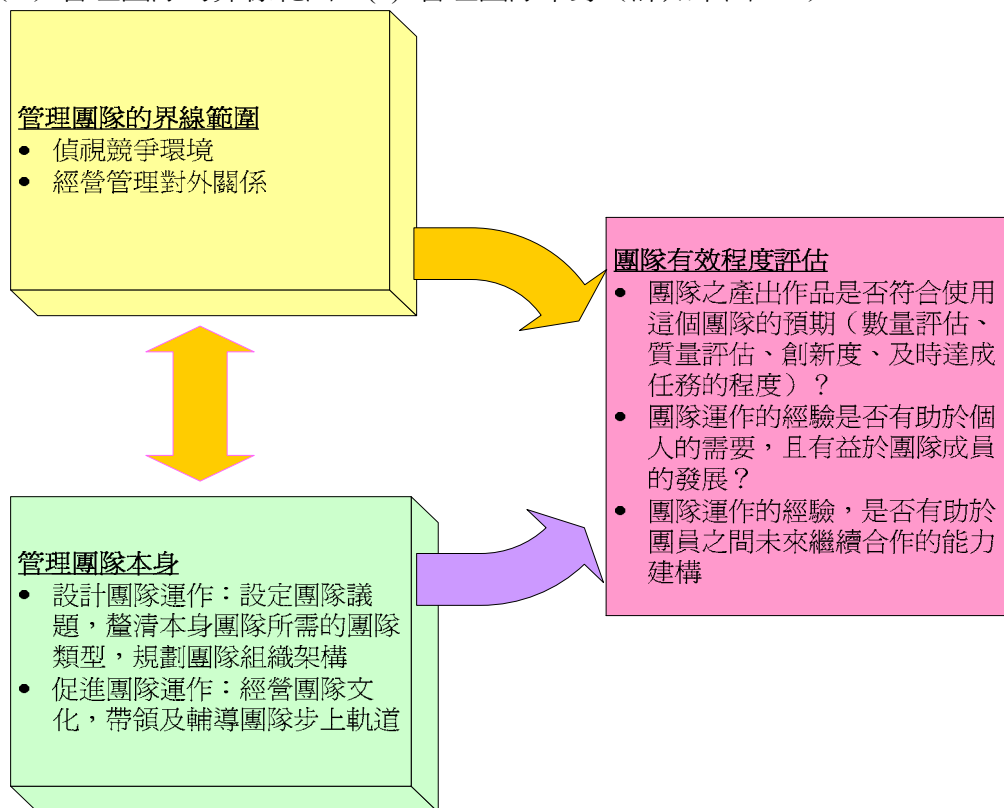 管理團隊的界線範圍
• 偵視競爭環境
• 經營管理對外關係
團隊有效程度評估
• 團隊之產出作品是否符合使用
這個團隊的預期（數量評估、
質量評估、創新度、及時達成
任務的程度）？
• 團隊運作的經驗是否有助於個
人的需要，且有益於團隊成員
的發展？
• 團隊運作的經驗，是否有助於
團員之間未來繼續合作的能力
建構
管理團隊本身
• 設計團隊運作：設定團隊議
題，釐清本身團隊所需的團隊
類型，規劃團隊組織架構
• 促進團隊運作：經營團隊文
化，帶領及輔導團隊步上軌道